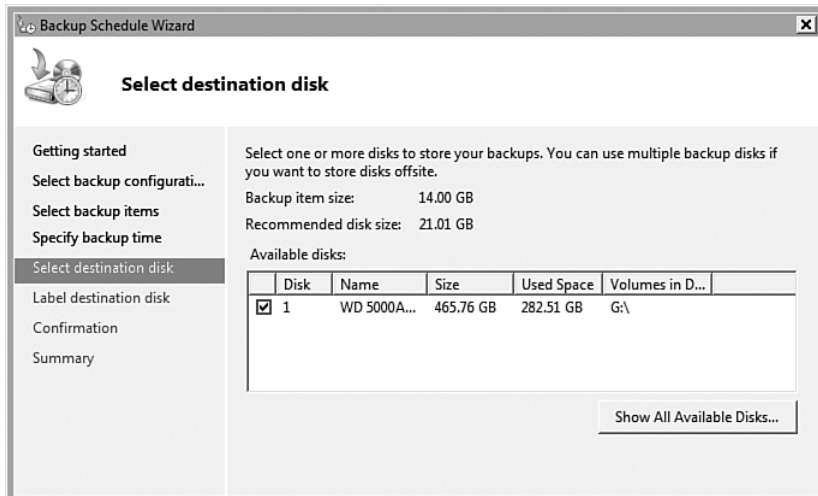 Backup Schedule Wizard
Select destination disk
Getting started
Select backup configurati...
Select backup items
Specify backup time
Select destination disk
Label destination disk
Confirmation
Summary
Select one or more disks to store your backups. You can use multiple backup disks if
you want to store disks offsite.
Backup item size: 14.00 GB
Recommended disk size: 21.01 GB
Available disks:
Disk Name Size Used Space Volumes in D...
1 WD 5000A... 465.76 GB 282.51 GB G:\
Show All Available Disks...